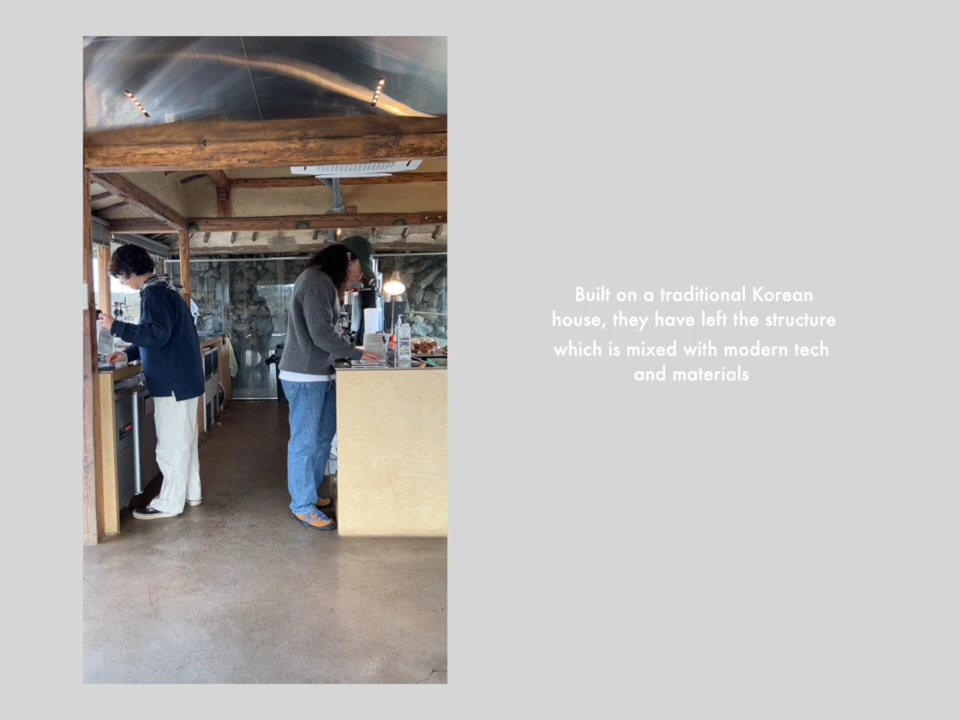 Built on a traditional Korean
house, they have left the structure
which is mixed with modern tech
and materials